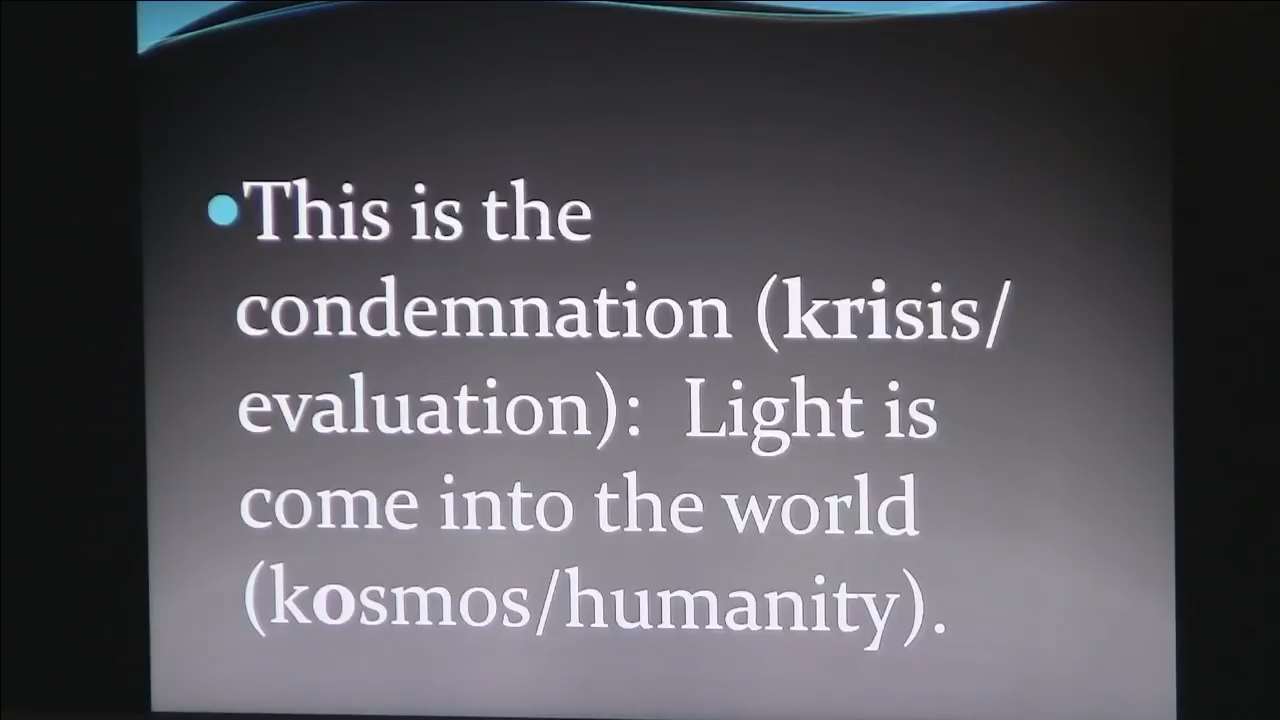 •This is the
condemnation (krisis/
evaluation):  Light is
come into the world
(kosmos/humanity).